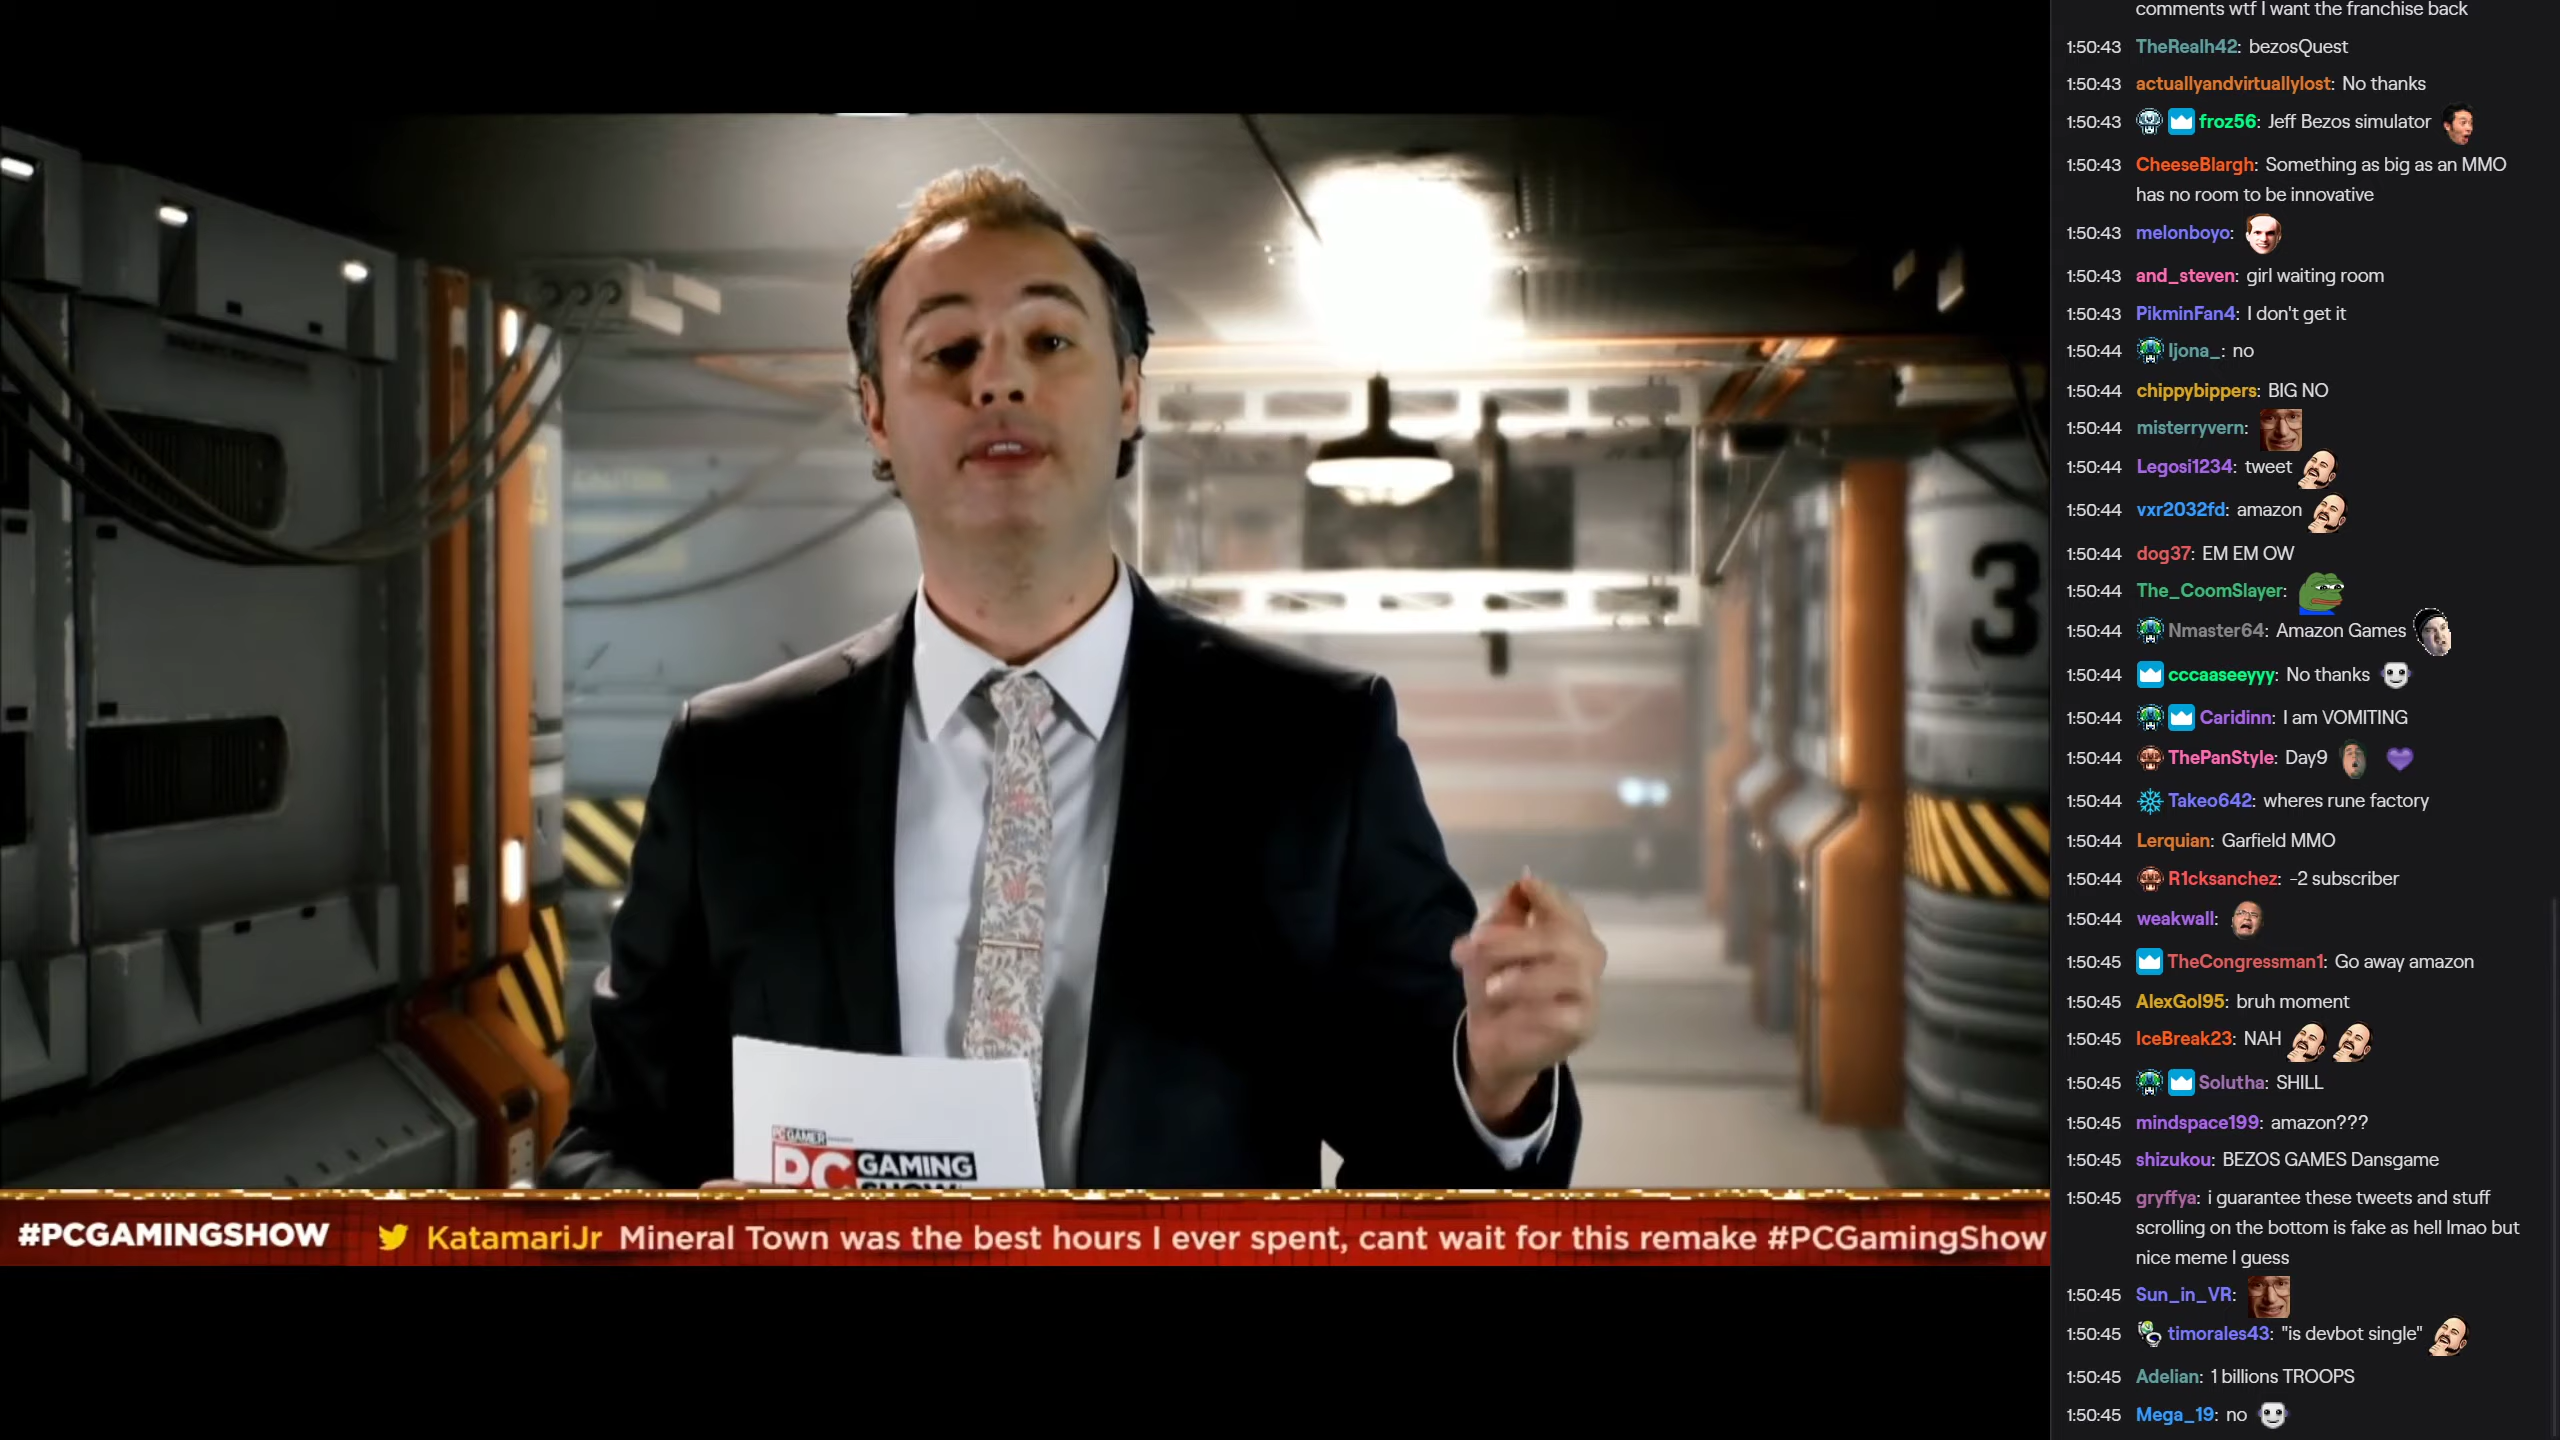 3
PC GAMER
PC GAMING
SHOW
#PCGAMINGSHOW KatamariJr Mineral Town was the best hours I ever spent, cant wait for this remake #PCGamingShow
comments wtf I want the franchise back
1:50:43 TheRealh42: bezosQuest
1:50:43 actuallyandvirtuallylost: No thanks
1:50:43 froz56: Jeff Bezos simulator
1:50:43 CheeseBlargh: Something as big as an MMO
has no room to be innovative
1:50:43 melonboyo:
1:50:43 and_steven: girl waiting room
1:50:43 PikminFan4: I don't get it
1:50:44 Ijona_: no
1:50:44 chippybippers: BIG NO
1:50:44 misterryvern:
1:50:44 Legosi1234: tweet
1:50:44 vxr2032fd: amazon
1:50:44 dog37: EM EM OW
1:50:44 The_CoomSlayer:
1:50:44 Nmaster64: Amazon Games
1:50:44 cccaaseeyyy: No thanks
1:50:44 Caridinn: I am VOMITING
1:50:44 ThePanStyle: Day9
1:50:44 Takeo642: wheres rune factory
1:50:44 Lerquian: Garfield MMO
1:50:44 R1cksanchez: -2 subscriber
1:50:44 weakwall:
1:50:45 TheCongressman1: Go away amazon
1:50:45 AlexGol95: bruh moment
1:50:45 IceBreak23: NAH
1:50:45 Solutha: SHILL
1:50:45 mindspace199: amazon???
1:50:45 shizukou: BEZOS GAMES Dansgame
1:50:45 gryffya: i guarantee these tweets and stuff
scrolling on the bottom is fake as hell lmao but
nice meme I guess
1:50:45 Sun_in_VR:
1:50:45 timorales43: "is devbot single"
1:50:45 Adelian: 1 billions TROOPS
1:50:45 Mega_19: no